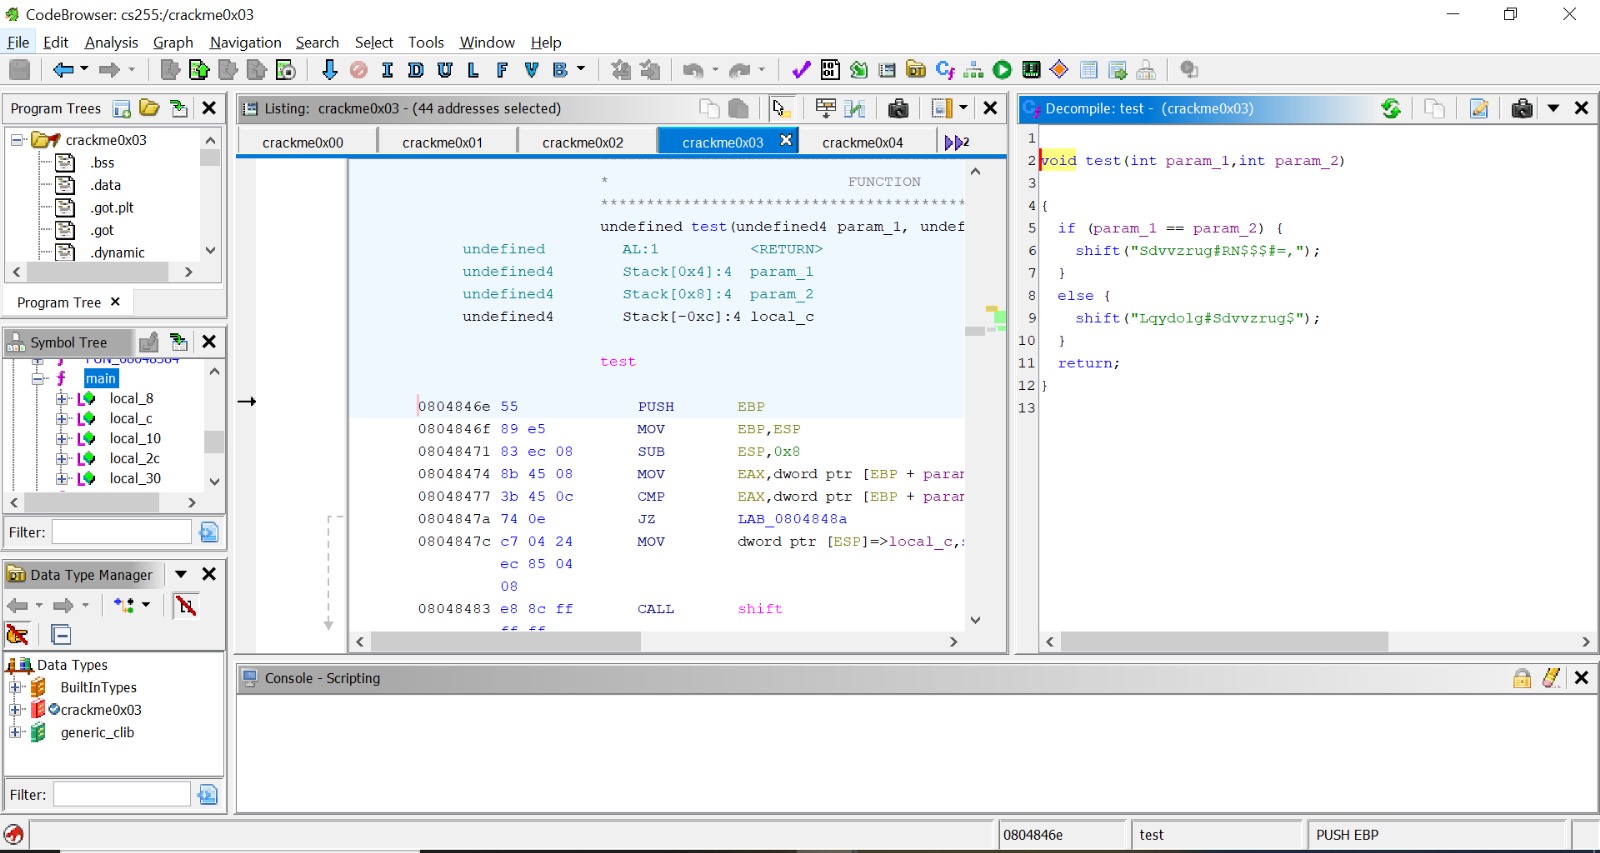 CodeBrowser: cs255:/crackme0x03
File Edit Analysis Graph Navigation Search Select Tools Window Help
I D U L F V B
Program Trees
crackme0x03
.bss
.data
.got.plt
.got
.dynamic
Program Tree
Symbol Tree
main
local_8
local_c
local_10
local_2c
local_30
Filter:
Data Type Manager
Data Types
BuiltInTypes
crackme0x03
generic_clib
Filter:
Listing: crackme0x03 - (44 addresses selected)
crackme0x00 crackme0x01 crackme0x02 crackme0x03 crackme0x04 2
* FUNCTION
*****************************************
undefined test(undefined4 param_1, undef
undefined AL:1 <RETURN>
undefined4 Stack[0x4]:4 param_1
undefined4 Stack[0x8]:4 param_2
undefined4 Stack[-0xc]:4 local_c
test
0804846e 55 PUSH EBP
0804846f 89 e5 MOV EBP,ESP
08048471 83 ec 08 SUB ESP,0x8
08048474 8b 45 08 MOV EAX,dword ptr [EBP + para
08048477 3b 45 0c CMP EAX,dword ptr [EBP + para
0804847a 74 0e JZ LAB_0804848a
0804847c c7 04 24 MOV dword ptr [ESP]=>local_c,
ec 85 04
08
08048483 e8 8c ff CALL shift
ff ff
Decompile: test - (crackme0x03)
1
2 void test(int param_1,int param_2)
3
4 {
5 if (param_1 == param_2) {
6 shift("Sdvvzrug#RN$$$#=,");
7 }
8 else {
9 shift("Lqydolg#Sdvvzrug$");
10 }
11 return;
12 }
13
Console - Scripting
0804846e test PUSH EBP